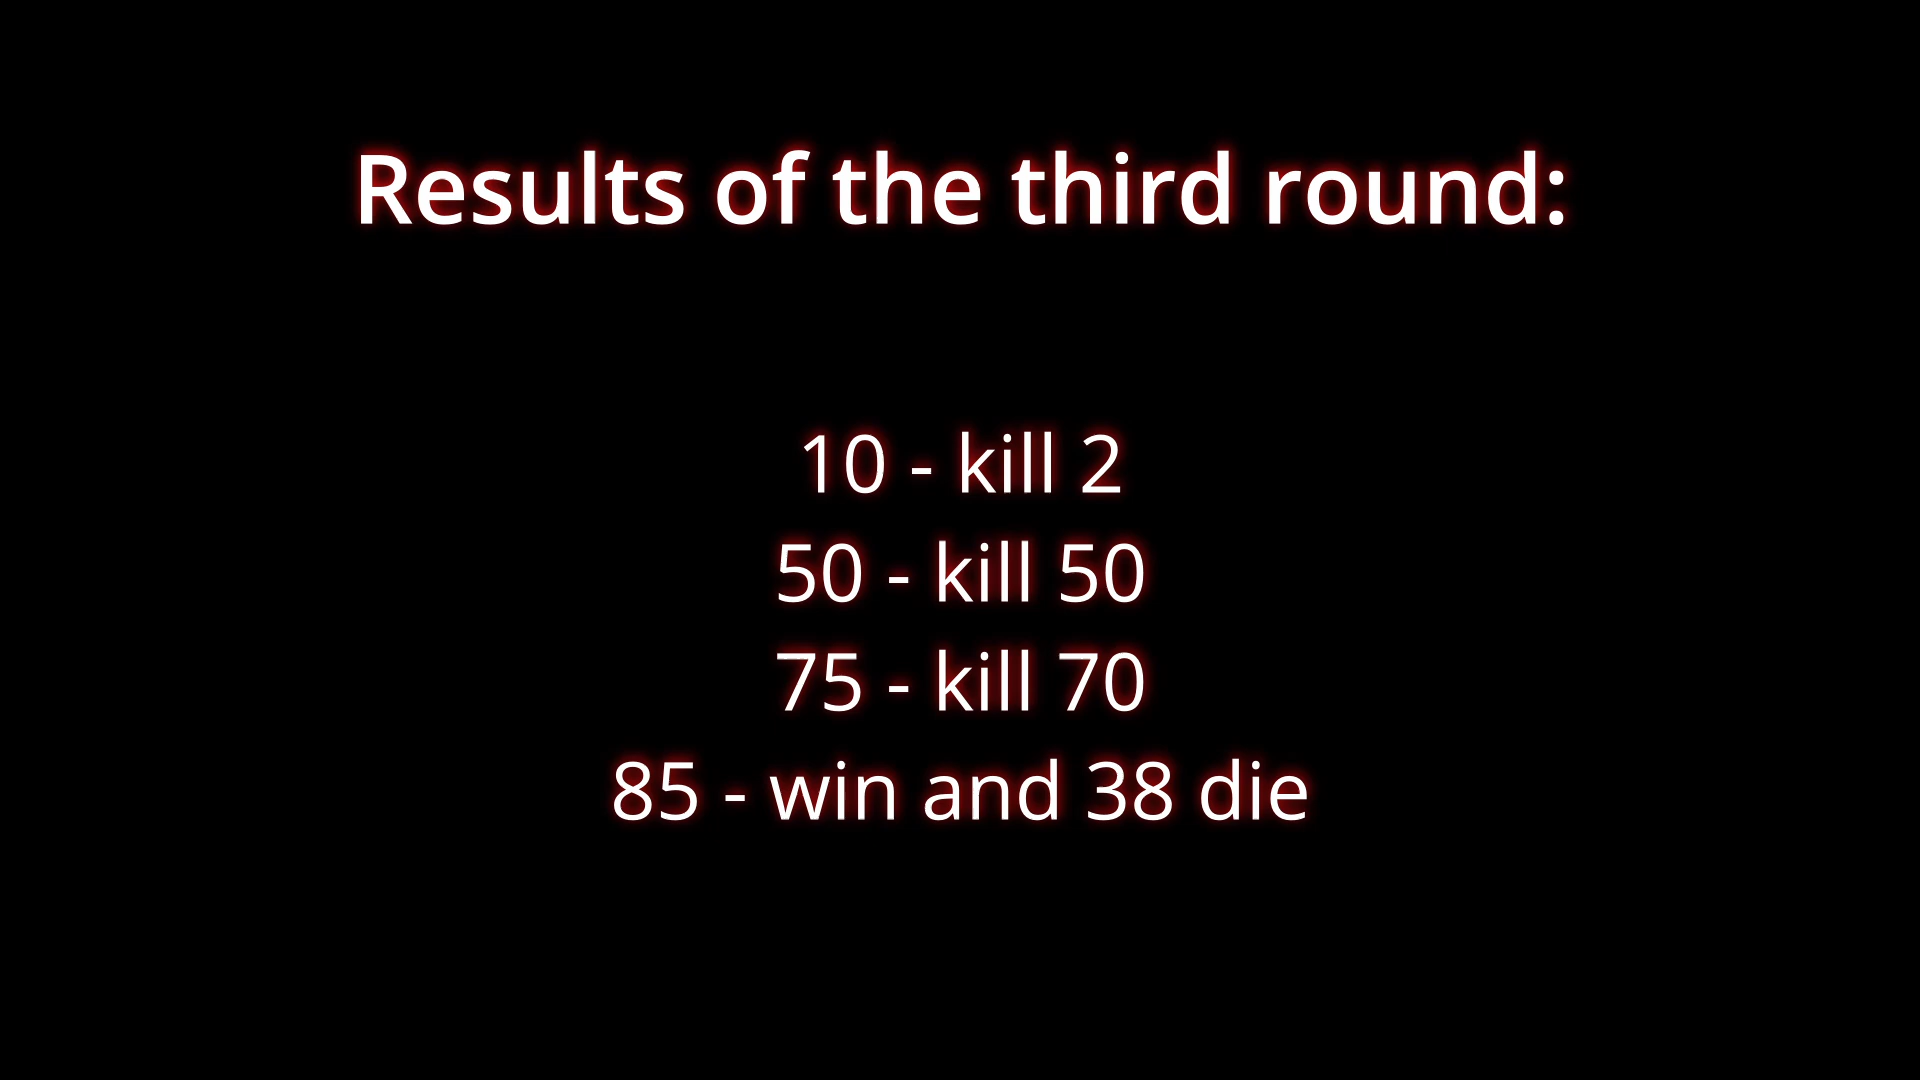 Results of the third round:
10 - kill 2
50 - kill 50
75 - kill 70
85 - win and 38 die